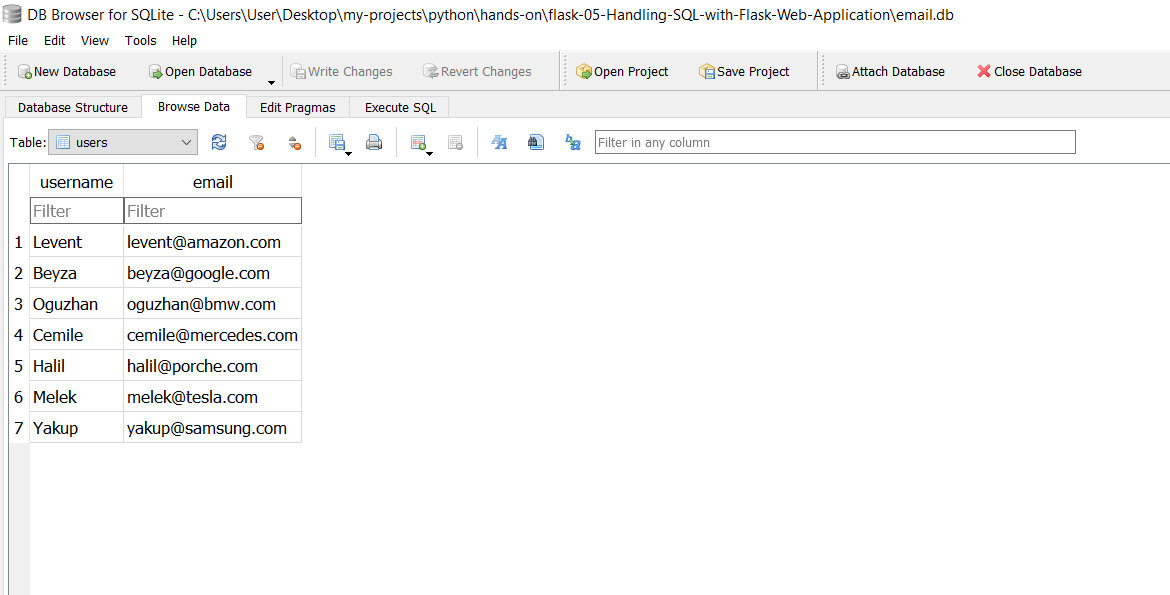 DB Browser for SQLite - C:\Users\User\Desktop\my-projects\python\hands-on\flask-05-Handling-SQL-with-Flask-Web-Application\email.db
File Edit View Tools Help
New Database Open Database Write Changes Revert Changes Open Project Save Project Attach Database Close Database
Database Structure Browse Data Edit Pragmas Execute SQL
Table: users Filter in any column
username email
Filter Filter
1 Levent levent@amazon.com
2 Beyza beyza@google.com
3 Oguzhan oguzhan@bmw.com
4 Cemile cemile@mercedes.com
5 Halil halil@porche.com
6 Melek melek@tesla.com
7 Yakup yakup@samsung.com